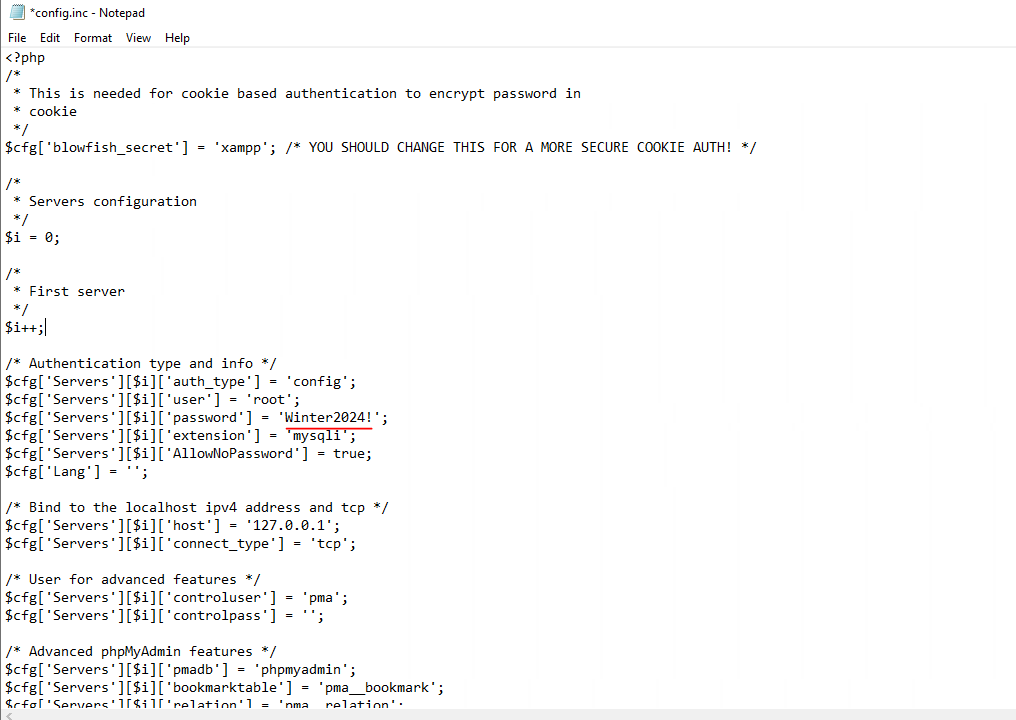 *config.inc - Notepad
File Edit Format View Help
<?php
/*
 * This is needed for cookie based authentication to encrypt password in
 * cookie
 */
$cfg['blowfish_secret'] = 'xampp'; /* YOU SHOULD CHANGE THIS FOR A MORE SECURE COOKIE AUTH! */
/*
 * Servers configuration
 */
$i = 0;
/*
 * First server
 */
$i++;
/* Authentication type and info */
$cfg['Servers'][$i]['auth_type'] = 'config';
$cfg['Servers'][$i]['user'] = 'root';
$cfg['Servers'][$i]['password'] = 'Winter2024!';
$cfg['Servers'][$i]['extension'] = 'mysqli';
$cfg['Servers'][$i]['AllowNoPassword'] = true;
$cfg['Lang'] = '';
/* Bind to the localhost ipv4 address and tcp */
$cfg['Servers'][$i]['host'] = '127.0.0.1';
$cfg['Servers'][$i]['connect_type'] = 'tcp';
/* User for advanced features */
$cfg['Servers'][$i]['controluser'] = 'pma';
$cfg['Servers'][$i]['controlpass'] = '';
/* Advanced phpMyAdmin features */
$cfg['Servers'][$i]['pmadb'] = 'phpmyadmin';
$cfg['Servers'][$i]['bookmarktable'] = 'pma__bookmark';
$cfg['Servers'][$i]['relation'] = 'pma__relation';